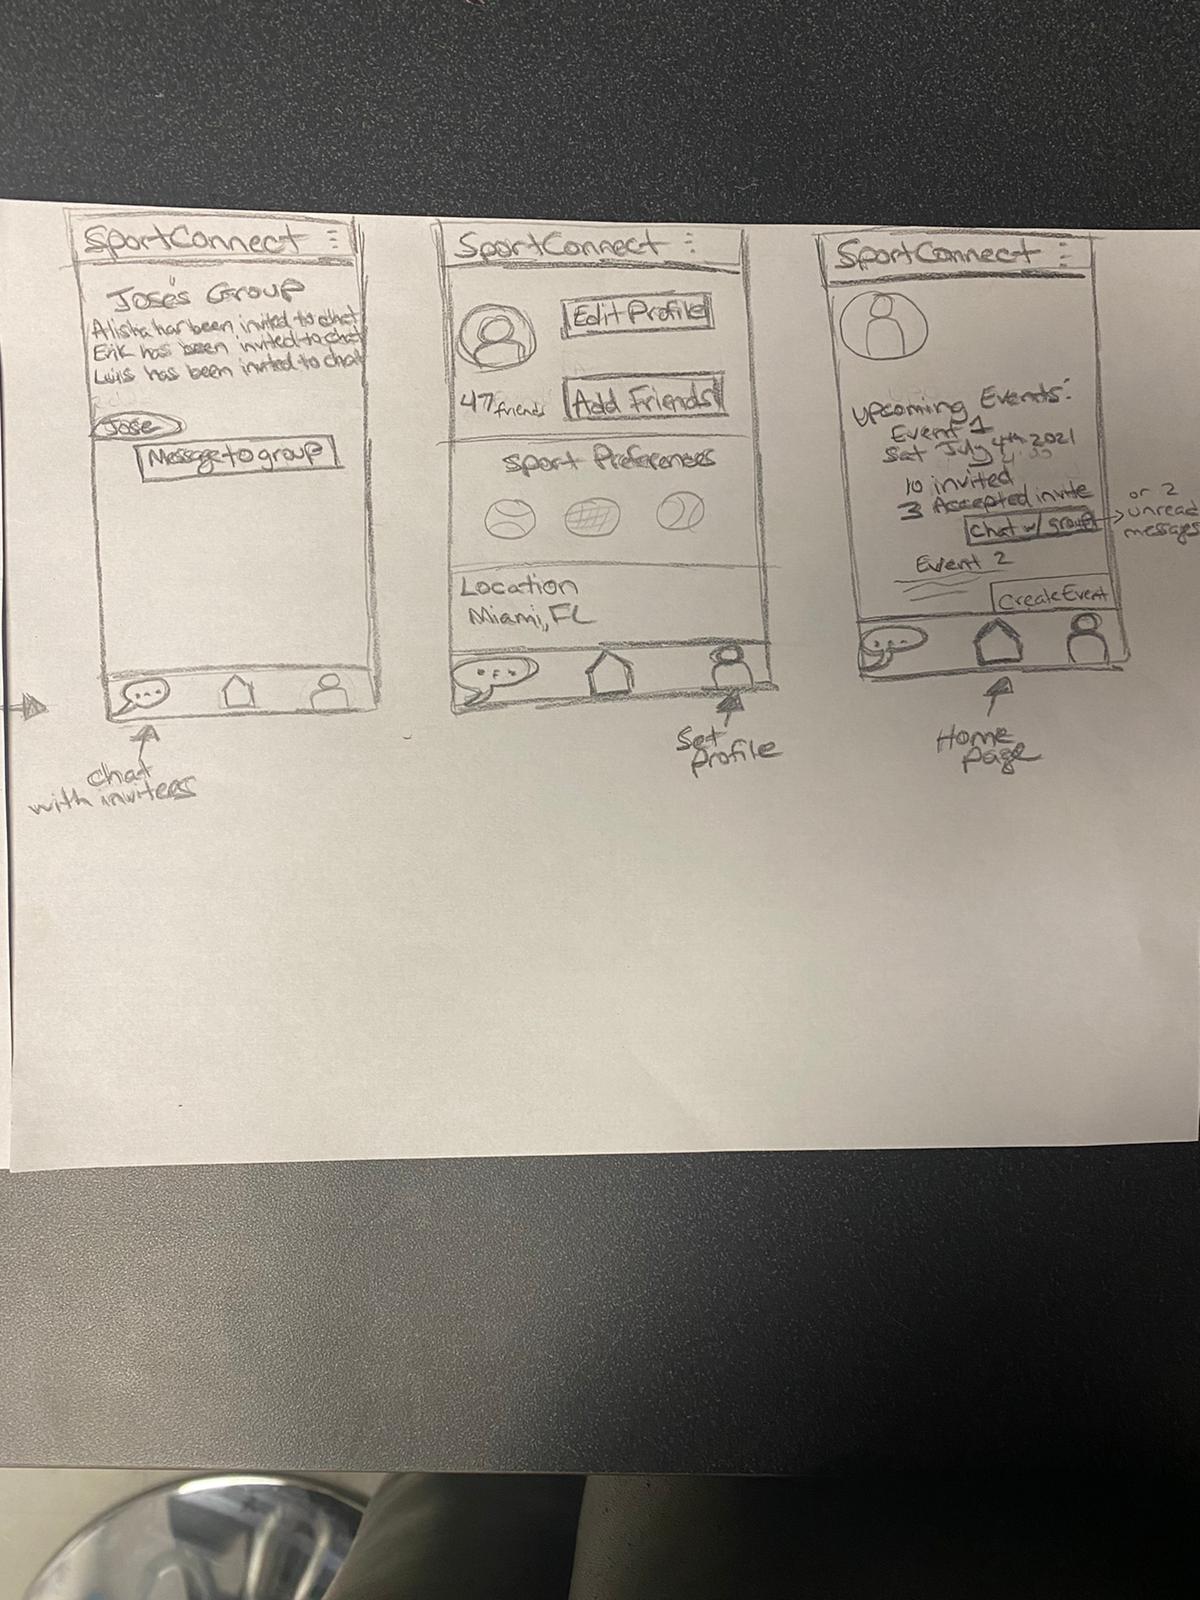 SportConnect
Jose's Group
Alisha has been invited to chat
Erik has been invited to chat
Luis has been invited to chat
Jose
Message to group
chat
with invitees
SportConnect
Edit Profile
47 friends
Add Friends
Sport Preferences
Location
Miami, FL
Set
Profile
SportConnect
Upcoming Events:
Event 1
Sat July 4th 2021
10 invited
3 Accepted invite
Chat w/ group
or 2
unread
messages
Event 2
Create Event
Home
Page